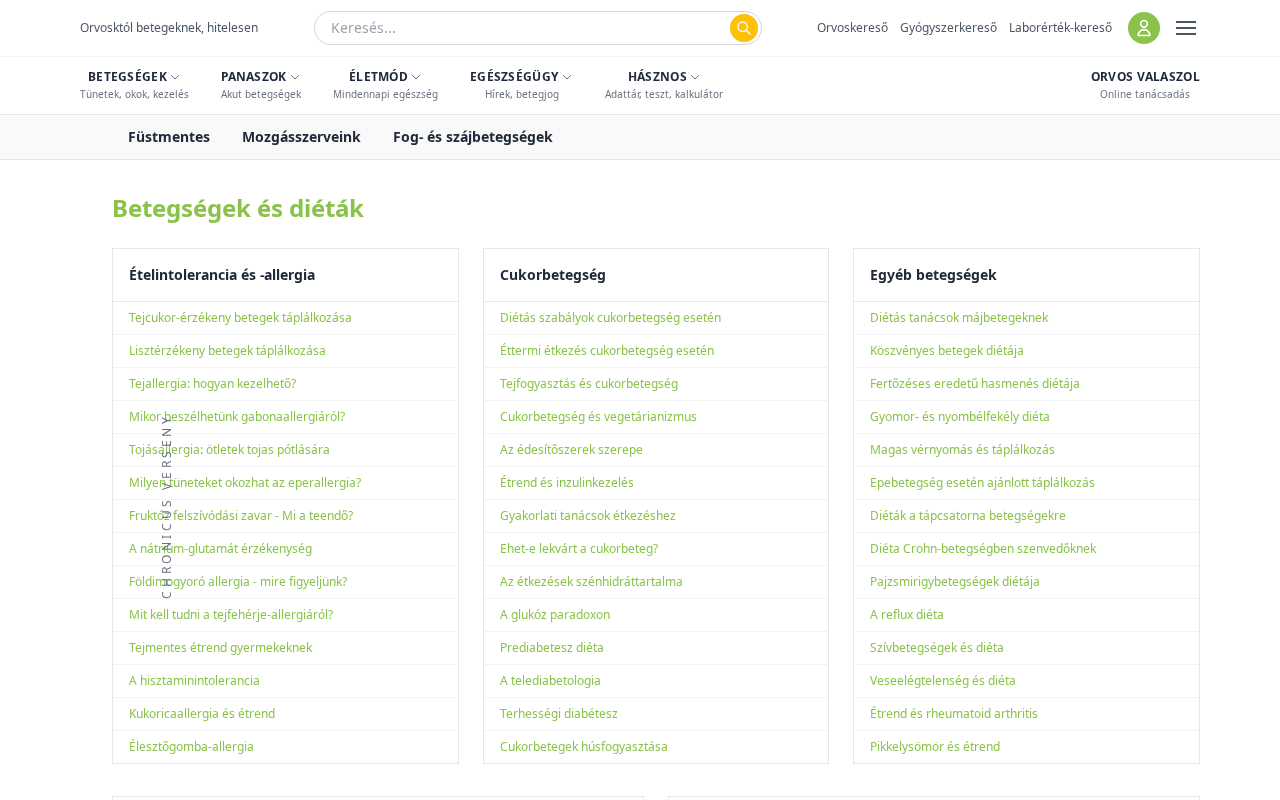 Orvosktól betegeknek, hitelesen
Keresés...
Orvoskereső Gyógyszerkereső Laborérték-kereső
BETEGSÉGEK
Tünetek, okok, kezelés
PANASZOK
Akut betegségek
ÉLETMÓD
Mindennapi egészség
EGÉSZSÉGÜGY
Hírek, betegjog
HÁSZNOS
Adattár, teszt, kalkulátor
ORVOS VALASZOL
Online tanácsadás
Füstmentes Mozgásszerveink Fog- és szájbetegségek
Betegségek és diéták
Ételintolerancia és -allergia
Tejcukor-érzékeny betegek táplálkozása
Lisztérzékeny betegek táplálkozása
Tejallergia: hogyan kezelhető?
Mikor beszélhetünk gabonaallergiáról?
Tojásallergia: ötletek tojas pótlására
Milyen tüneteket okozhat az eperallergia?
Fruktóz felszívódási zavar - Mi a teendő?
A nátrium-glutamát érzékenység
Földimogyoró allergia - mire figyeljünk?
Mit kell tudni a tejfehérje-allergiáról?
Tejmentes étrend gyermekeknek
A hisztaminintolerancia
Kukoricaallergia és étrend
Élesztőgomba-allergia
CHRONICUS VERSENY
Cukorbetegség
Diétás szabályok cukorbetegség esetén
Éttermi étkezés cukorbetegség esetén
Tejfogyasztás és cukorbetegség
Cukorbetegség és vegetárianizmus
Az édesítőszerek szerepe
Étrend és inzulinkezelés
Gyakorlati tanácsok étkezéshez
Ehet-e lekvárt a cukorbeteg?
Az étkezések szénhidráttartalma
A glukóz paradoxon
Prediabetesz diéta
A telediabetologia
Terhességi diabétesz
Cukorbetegek húsfogyasztása
Egyéb betegségek
Diétás tanácsok májbetegeknek
Köszvényes betegek diétája
Fertőzéses eredetű hasmenés diétája
Gyomor- és nyombélfekély diéta
Magas vérnyomás és táplálkozás
Epebetegség esetén ajánlott táplálkozás
Diéták a tápcsatorna betegségekre
Diéta Crohn-betegségben szenvedőknek
Pajzsmirigybetegségek diétája
A reflux diéta
Szívbetegségek és diéta
Veseelégtelenség és diéta
Étrend és rheumatoid arthritis
Pikkelysömör és étrend